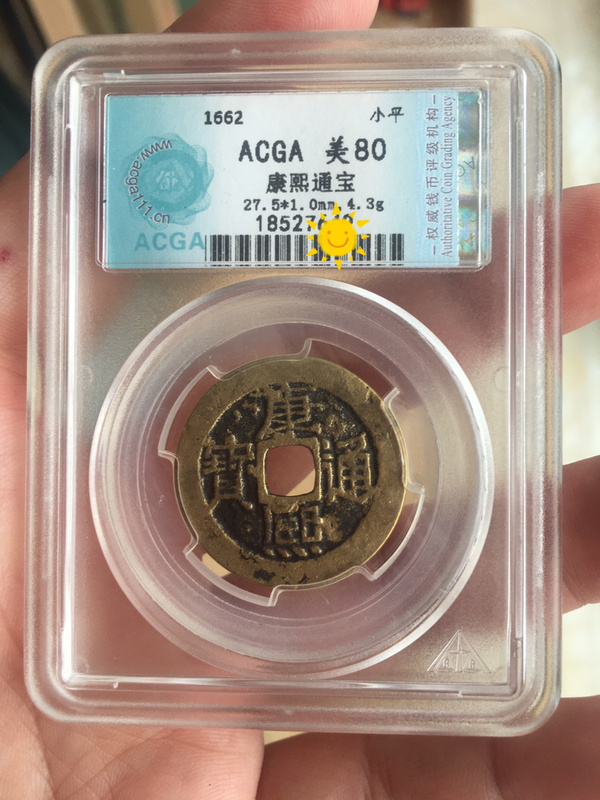 1662 小平
ACGA 美80
康熙通宝
27.5*1.0mm 4.3g
18527
www.acga111.cn
ACGA
权威钱币评级机构
Authoritative Coin Grading Agency
康熙通寶